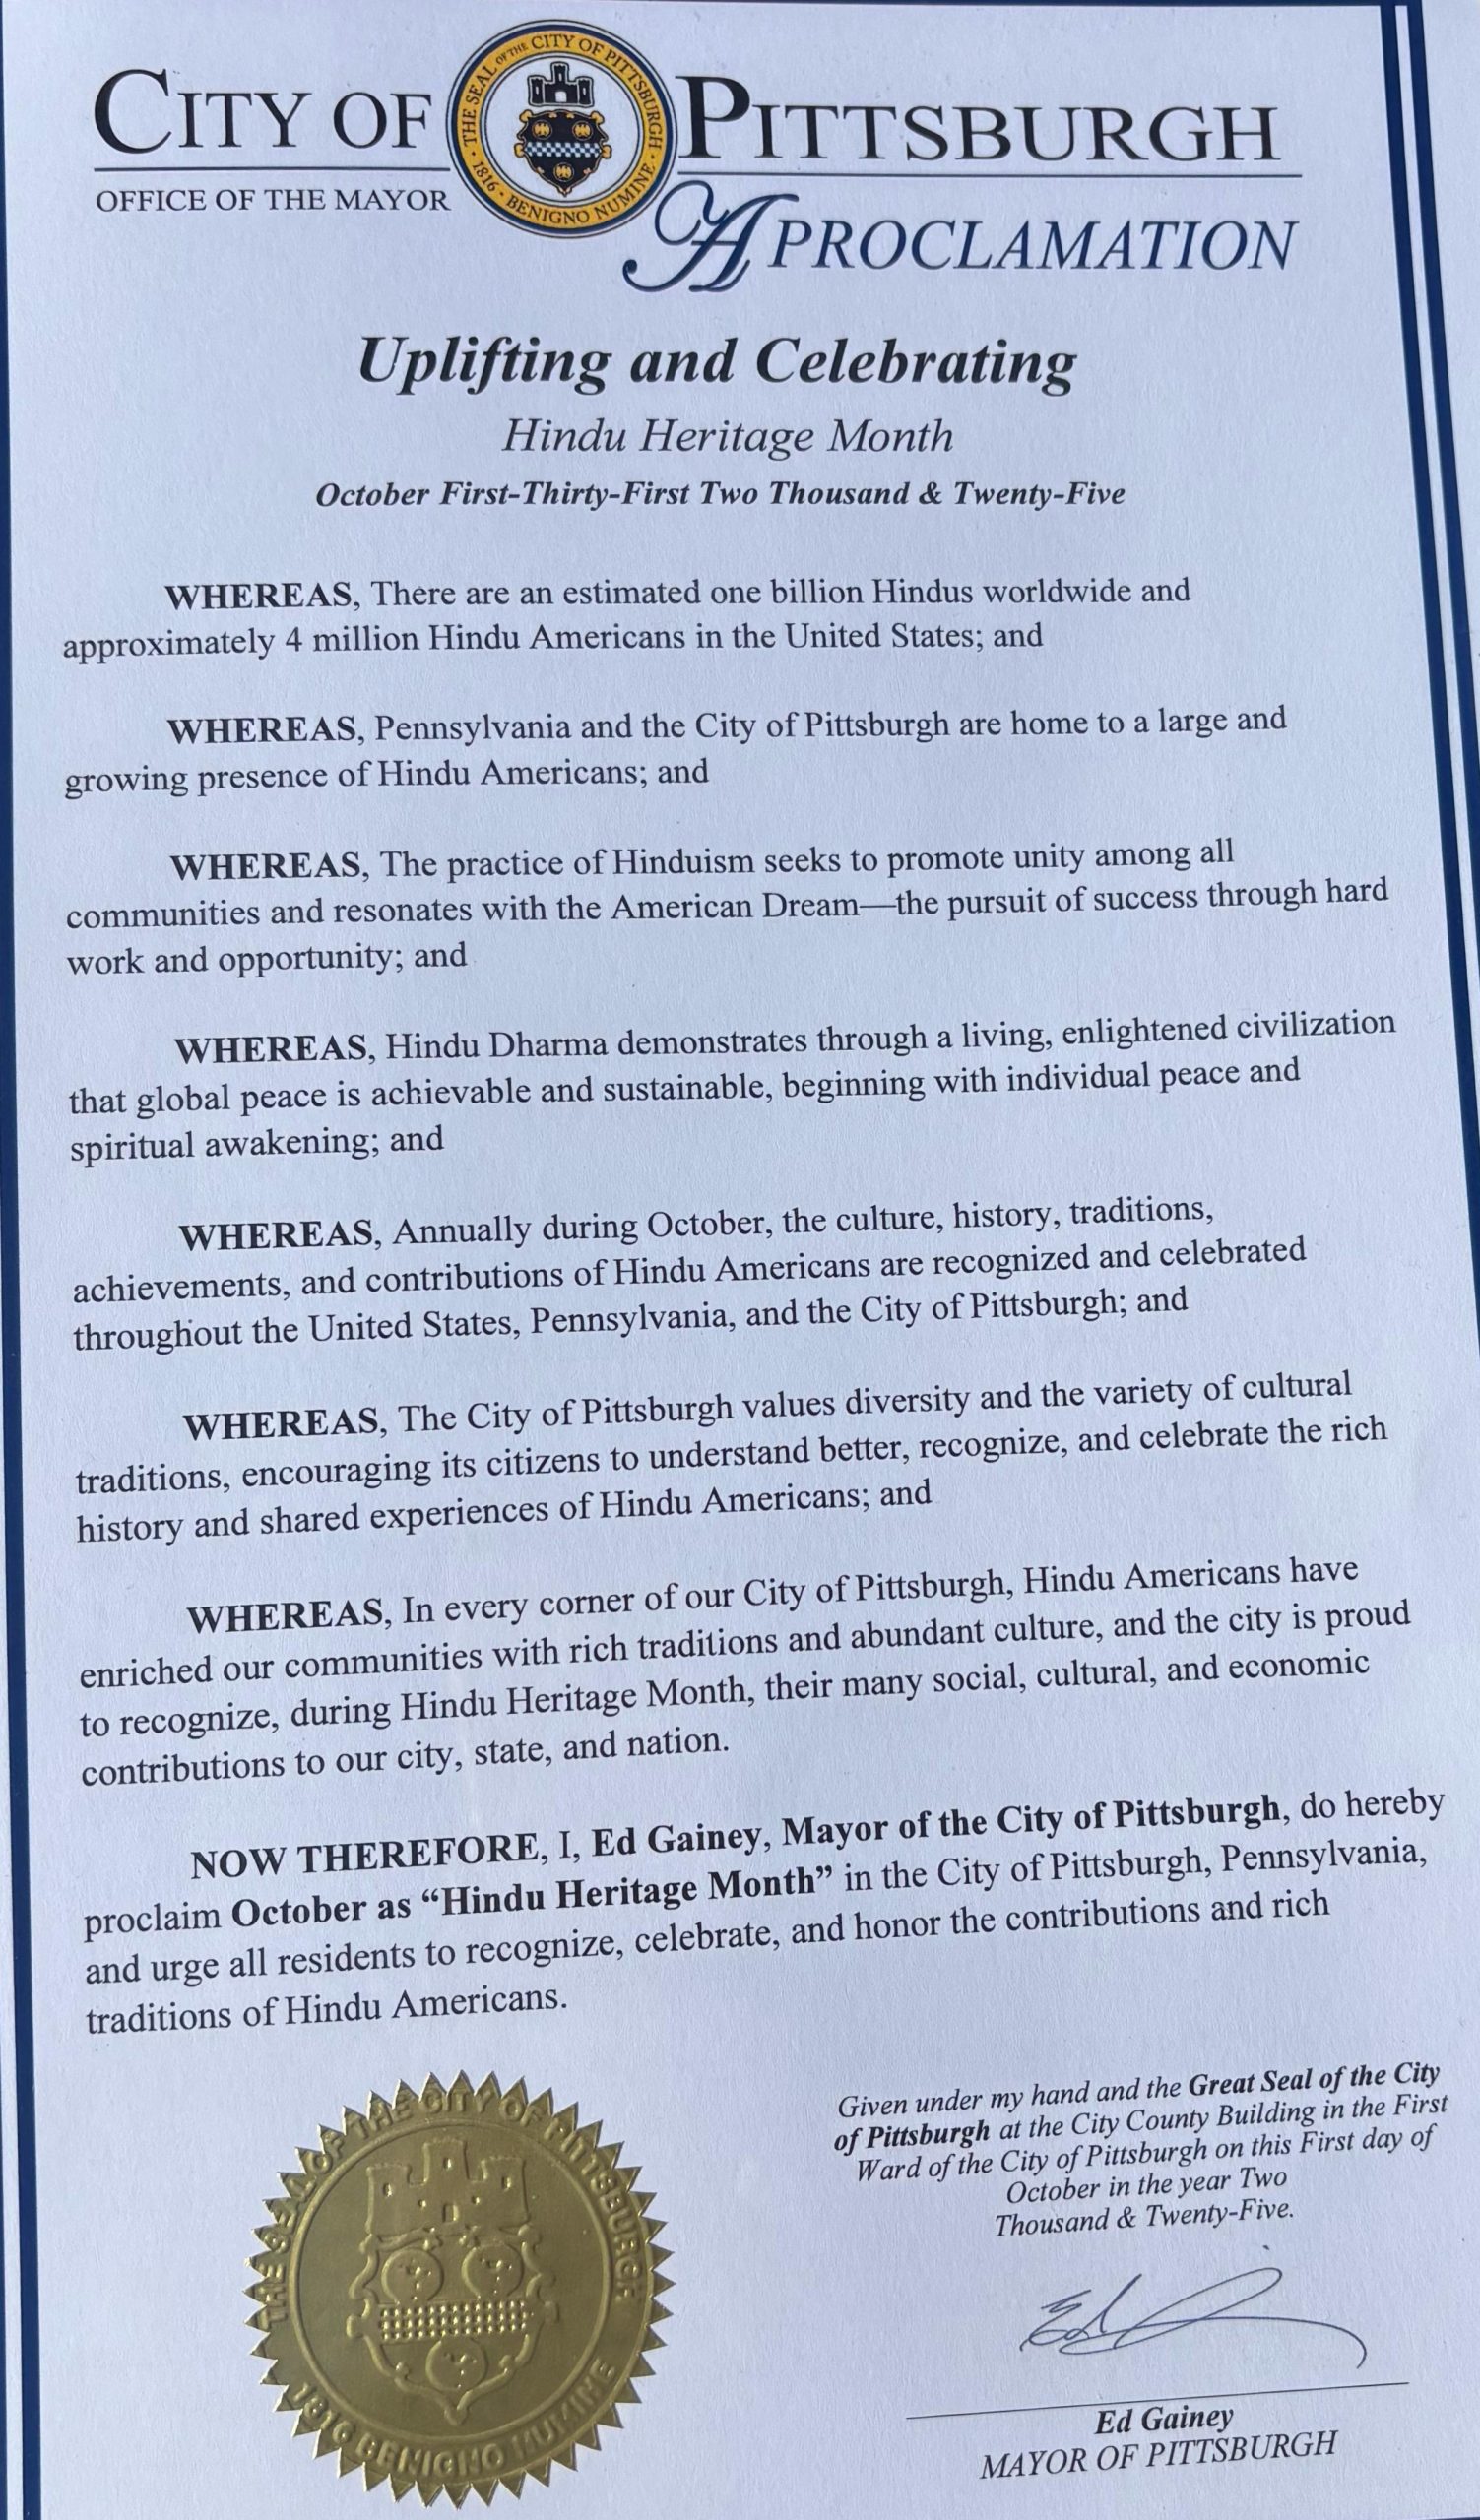 CITY OF PITTSBURGH
THE SEAL OF THE CITY OF PITTSBURGH · 1816 · BENIGNO NUMINE ·
OFFICE OF THE MAYOR
A PROCLAMATION
Uplifting and Celebrating
Hindu Heritage Month
October First-Thirty-First Two Thousand & Twenty-Five
WHEREAS, There are an estimated one billion Hindus worldwide and
approximately 4 million Hindu Americans in the United States; and
WHEREAS, Pennsylvania and the City of Pittsburgh are home to a large and
growing presence of Hindu Americans; and
WHEREAS, The practice of Hinduism seeks to promote unity among all
communities and resonates with the American Dream—the pursuit of success through hard
work and opportunity; and
WHEREAS, Hindu Dharma demonstrates through a living, enlightened civilization
that global peace is achievable and sustainable, beginning with individual peace and
spiritual awakening; and
WHEREAS, Annually during October, the culture, history, traditions,
achievements, and contributions of Hindu Americans are recognized and celebrated
throughout the United States, Pennsylvania, and the City of Pittsburgh; and
WHEREAS, The City of Pittsburgh values diversity and the variety of cultural
traditions, encouraging its citizens to understand better, recognize, and celebrate the rich
history and shared experiences of Hindu Americans; and
WHEREAS, In every corner of our City of Pittsburgh, Hindu Americans have
enriched our communities with rich traditions and abundant culture, and the city is proud
to recognize, during Hindu Heritage Month, their many social, cultural, and economic
contributions to our city, state, and nation.
NOW THEREFORE, I, Ed Gainey, Mayor of the City of Pittsburgh, do hereby
proclaim October as “Hindu Heritage Month” in the City of Pittsburgh, Pennsylvania,
and urge all residents to recognize, celebrate, and honor the contributions and rich
traditions of Hindu Americans.
THE SEAL OF THE CITY OF PITTSBURGH
1816 BENIGNO NUMINE
Given under my hand and the Great Seal of the City
of Pittsburgh at the City County Building in the First
Ward of the City of Pittsburgh on this First day of
October in the year Two
Thousand & Twenty-Five.
Ed
Ed Gainey
MAYOR OF PITTSBURGH